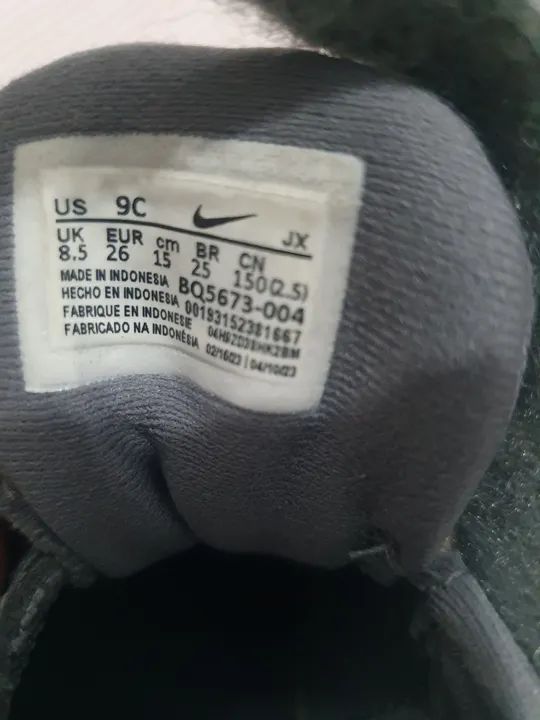 US 9C
JX
UK EUR cm BR CN
8.5 26 15 25 150(2.5)
MADE IN INDONESIA BQ5673-004
HECHO EN INDONESIA 00193152381667
FABRIQUE EN INDONESIE
FABRICADO NA INDONÉSIA 02/16/23 | 04/10/23